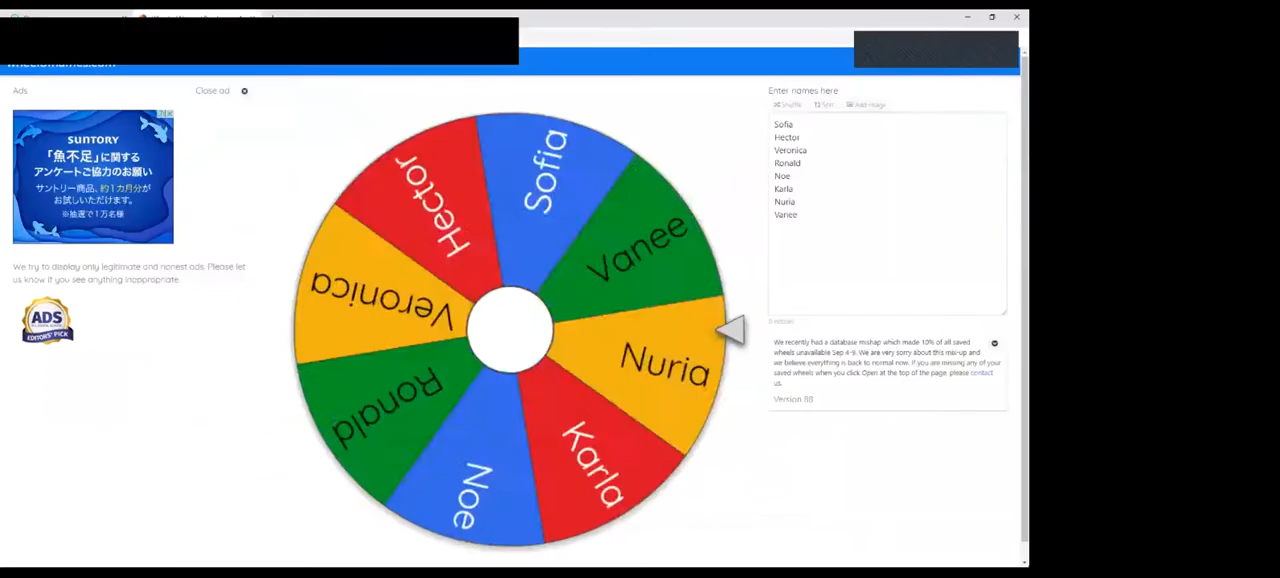 Ads
Close ad
SUNTORY
「魚不足」に関する
アンケートご協力のお願い
サントリー商品、約1カ月分が
お試しいただけます。
※抽選で1万名様
We try to display only legitimate and honest ads. Please let
us know if you see anything inappropriate.
ADS
EDITORS' PICK
Hector
Sofia
Vanee
Nuria
Karla
Noe
Ronald
Veronica
Enter names here
Shuffle
Sort
Add image
Sofia
Hector
Veronica
Ronald
Noe
Karla
Nuria
Vanee
We recently had a database mishap which made 10% of all saved
wheels unavailable Sep 4-9. We are very sorry about this mix-up and
we believe everything is back to normal now. If you are missing any of your
saved wheels when you click Open at the top of the page, please contact
us.
Version 88